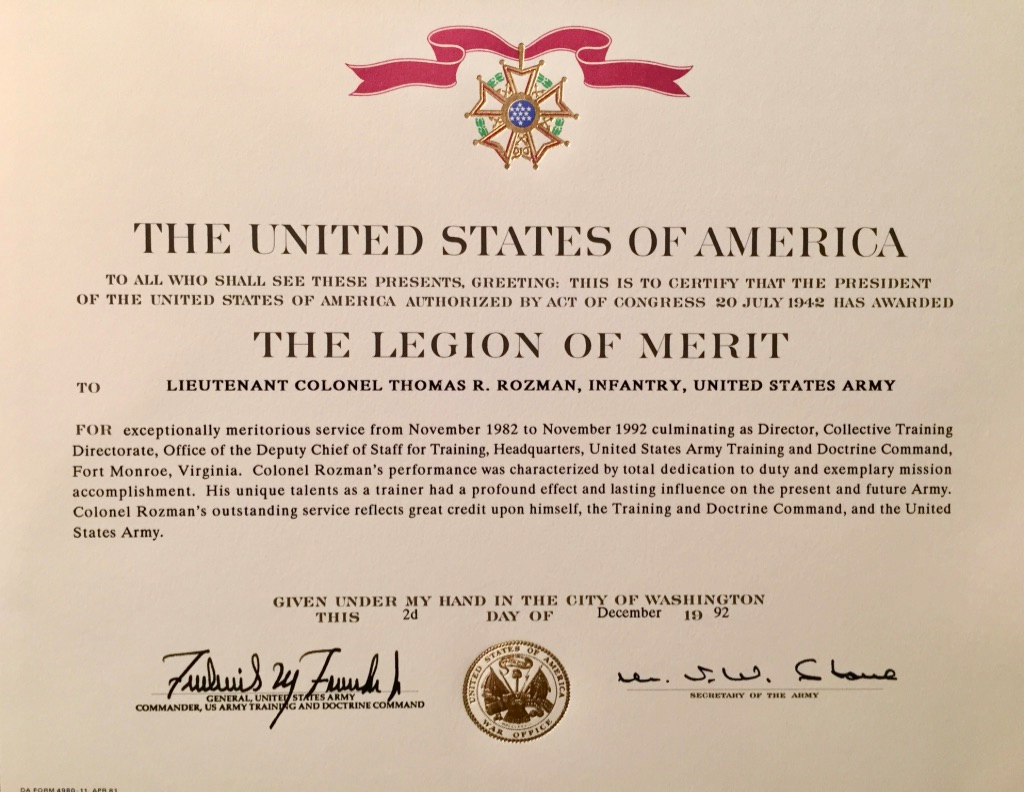 THE UNITED STATES OF AMERICA
TO ALL WHO SHALL SEE THESE PRESENTS, GREETING: THIS IS TO CERTIFY THAT THE PRESIDENT
OF THE UNITED STATES OF AMERICA AUTHORIZED BY ACT OF CONGRESS 20 JULY 1942 HAS AWARDED
THE LEGION OF MERIT
TO LIEUTENANT COLONEL THOMAS R. ROZMAN, INFANTRY, UNITED STATES ARMY
FOR exceptionally meritorious service from November 1982 to November 1992 culminating as Director, Collective Training
Directorate, Office of the Deputy Chief of Staff for Training, Headquarters, United States Army Training and Doctrine Command,
Fort Monroe, Virginia. Colonel Rozman's performance was characterized by total dedication to duty and exemplary mission
accomplishment. His unique talents as a trainer had a profound effect and lasting influence on the present and future Army.
Colonel Rozman's outstanding service reflects great credit upon himself, the Training and Doctrine Command, and the United
States Army.
GIVEN UNDER MY HAND IN THE CITY OF WASHINGTON
THIS 2d DAY OF December 19 92
GENERAL, UNITED STATES ARMY
COMMANDER, US ARMY TRAINING AND DOCTRINE COMMAND
UNITED STATES OF AMERICA
WAR OFFICE
SECRETARY OF THE ARMY
DA FORM 4980-11, APR 81